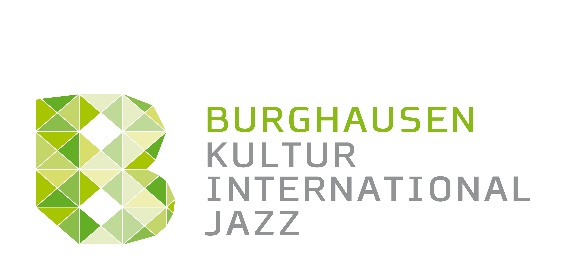 BURGHAUSEN
KULTUR
INTERNATIONAL
JAZZ